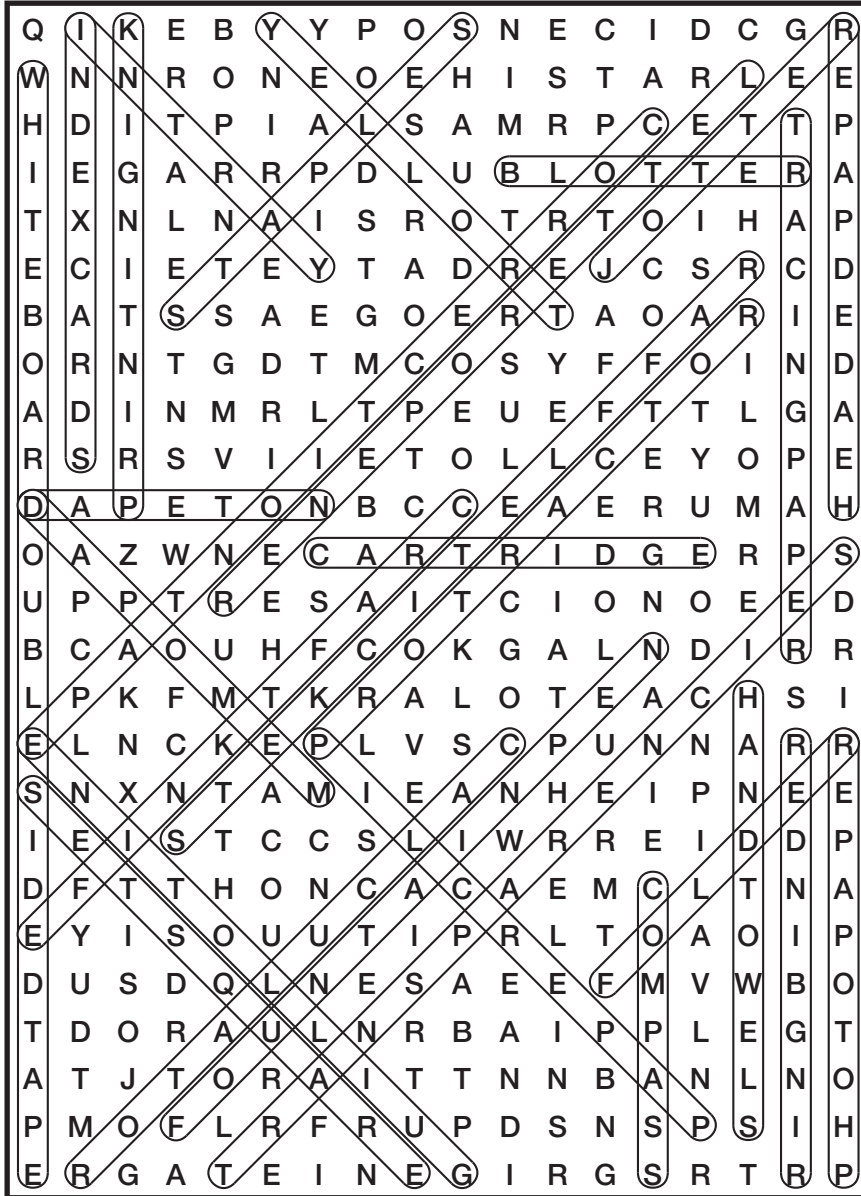 Q I K E B Y Y P O S N E C I D C G R
W N N R O N E O E H I S T A R L E E
H D I T P I A L S A M R P C E T T P
I E G A R R P D L U B L O T T E R A
T X N L N A I S R O T R T O I H A P
E C I E T E Y T A D R E J C S R C D
B A T S S A E G O E R T A O A R I E
O R N T G D T M C O S Y F F O I N D
A D I N M R L T P E U E F T T L G A
R S R S V I I E T O L L C E Y O P E
D A P E T O N B C C E A E R U M A H
O A Z W N E C A R T R I D G E R P S
U P P T R E S A I T C I O N O E E D
B C A O U H F C O K G A L N D I R R
L P K F M T K R A L O T E A C H S I
E L N C K E P L V S C P U N N A R R
S N X N T A M I E A N H E I P N E E
I E I S T C C S L I W R R E I D D P
D F T T H O N C A C A E M C L T N A
E Y I S O U U T I P R L T O A O I P
D U S D Q L N E S A E E F M V W B O
T D O R A U L N R B A I P P L E G T
A T J T O R A I T T N N B A N L N O
P M O F L R F R U P D S N S P S I H
E R G A T E I N E G I R G S R T R P